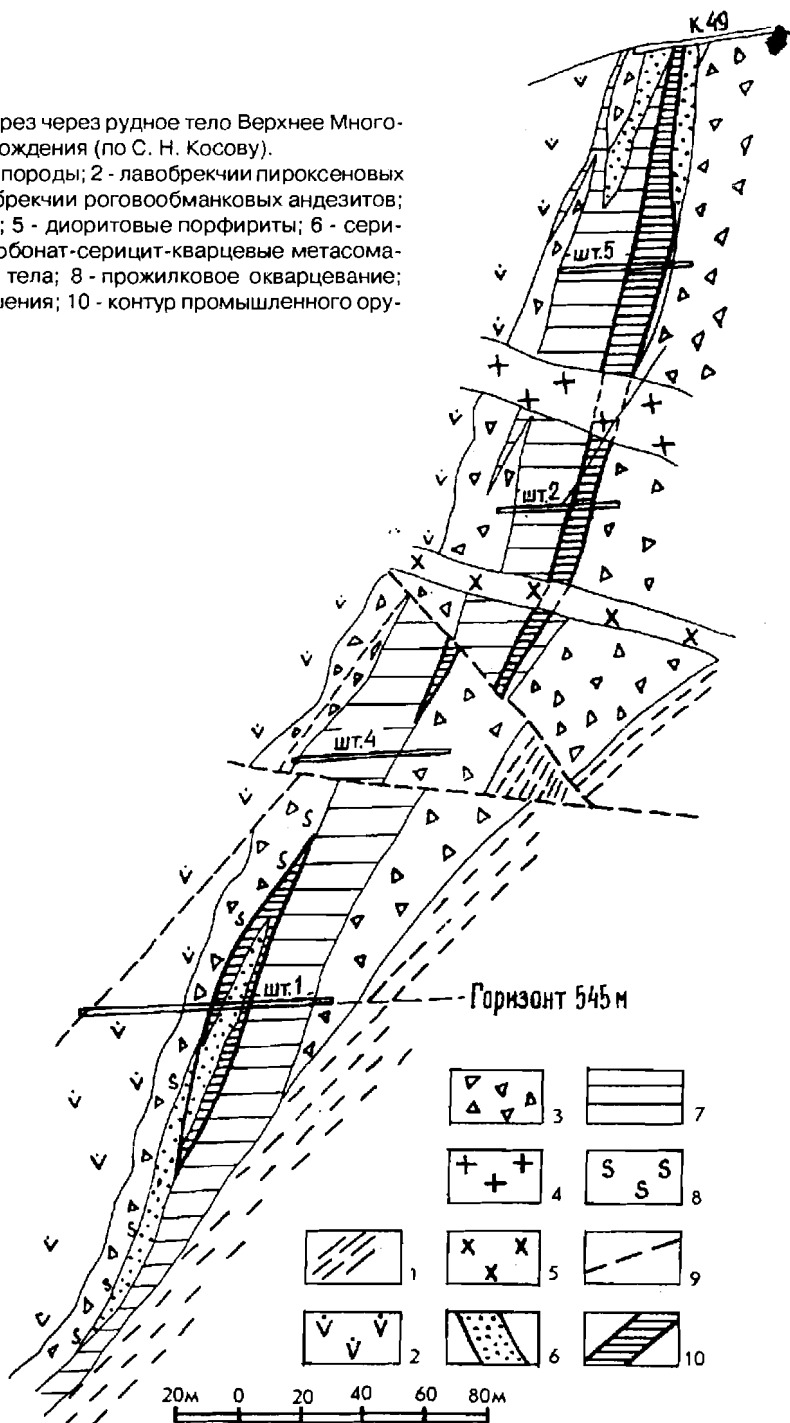 К 49
рез через рудное тело Верхнее Много-
ождения (по С. Н. Косову).
породы; 2 - лавобрекчии пироксеновых
брекчии роговообманковых андезитов;
; 5 - диоритовые порфириты; 6 - сери-
рбонат-серицит-кварцевые метасома-
тела; 8 - прожилковое окварцевание;
шения; 10 - контур промышленного ору-
шт.5
шт.2
шт.4
шт.1
Горизонт 545 м
3
7
4
8
1
5
9
2
6
10
20м 0 20 40 60 80м